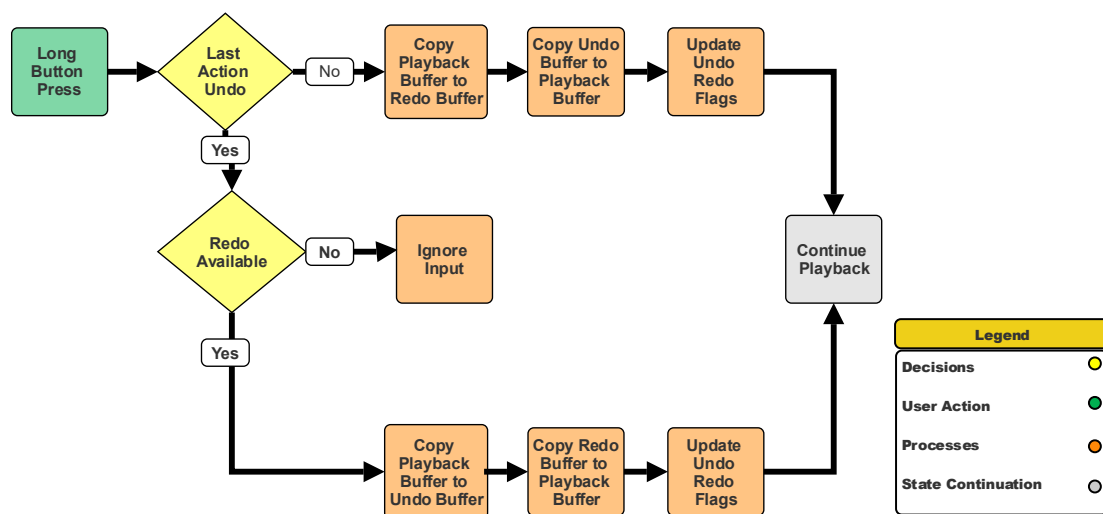 Long
Button
Press
Last
Action
Undo
No
Copy
Playback
Buffer to
Redo Buffer
Copy Undo
Buffer to
Playback
Buffer
Update
Undo
Redo
Flags
Yes
Redo
Available
No
Ignore
Input
Continue
Playback
Yes
Copy
Playback
Buffer to
Undo Buffer
Copy Redo
Buffer to
Playback
Buffer
Update
Undo
Redo
Flags
Legend
Decisions
User Action
Processes
State Continuation